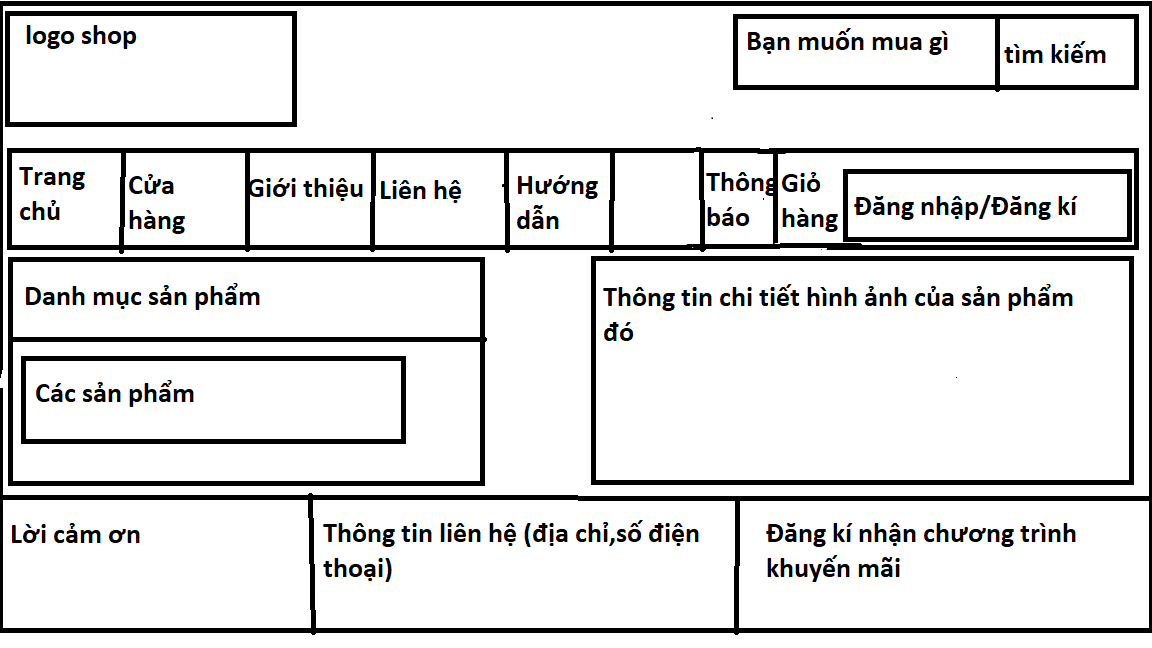 logo shop
Bạn muốn mua gì
tìm kiếm
Trang
chủ
Cửa
hàng
Giới thiệu
Liên hệ
Hướng
dẫn
Thông
báo
Giỏ
hàng
Đăng nhập/Đăng kí
Danh mục sản phẩm
Các sản phẩm
Thông tin chi tiết hình ảnh của sản phẩm
đó
Lời cảm ơn
Thông tin liên hệ (địa chỉ,số điện
thoại)
Đăng kí nhận chương trình
khuyến mãi